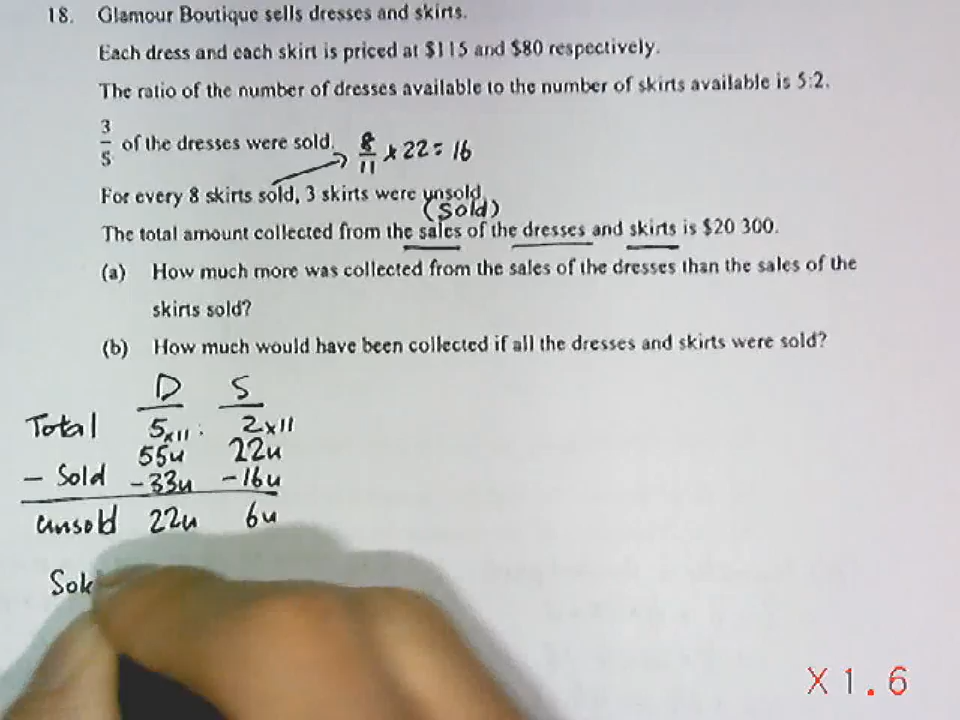 18. Glamour Boutique sells dresses and skirts.
Each dress and each skirt is priced at $115 and $80 respectively.
The ratio of the number of dresses available to the number of skirts available is 5:2.
3/5 of the dresses were sold. 8/11 × 22 = 16
For every 8 skirts sold, 3 skirts were unsold.
(Sold)
The total amount collected from the sales of the dresses and skirts is $20 300.
(a) How much more was collected from the sales of the dresses than the sales of the
skirts sold?
(b) How much would have been collected if all the dresses and skirts were sold?
D S
Total 5x11 : 2x11
55u 22u
- Sold -33u -16u
unsold 22u 6u
X1.6